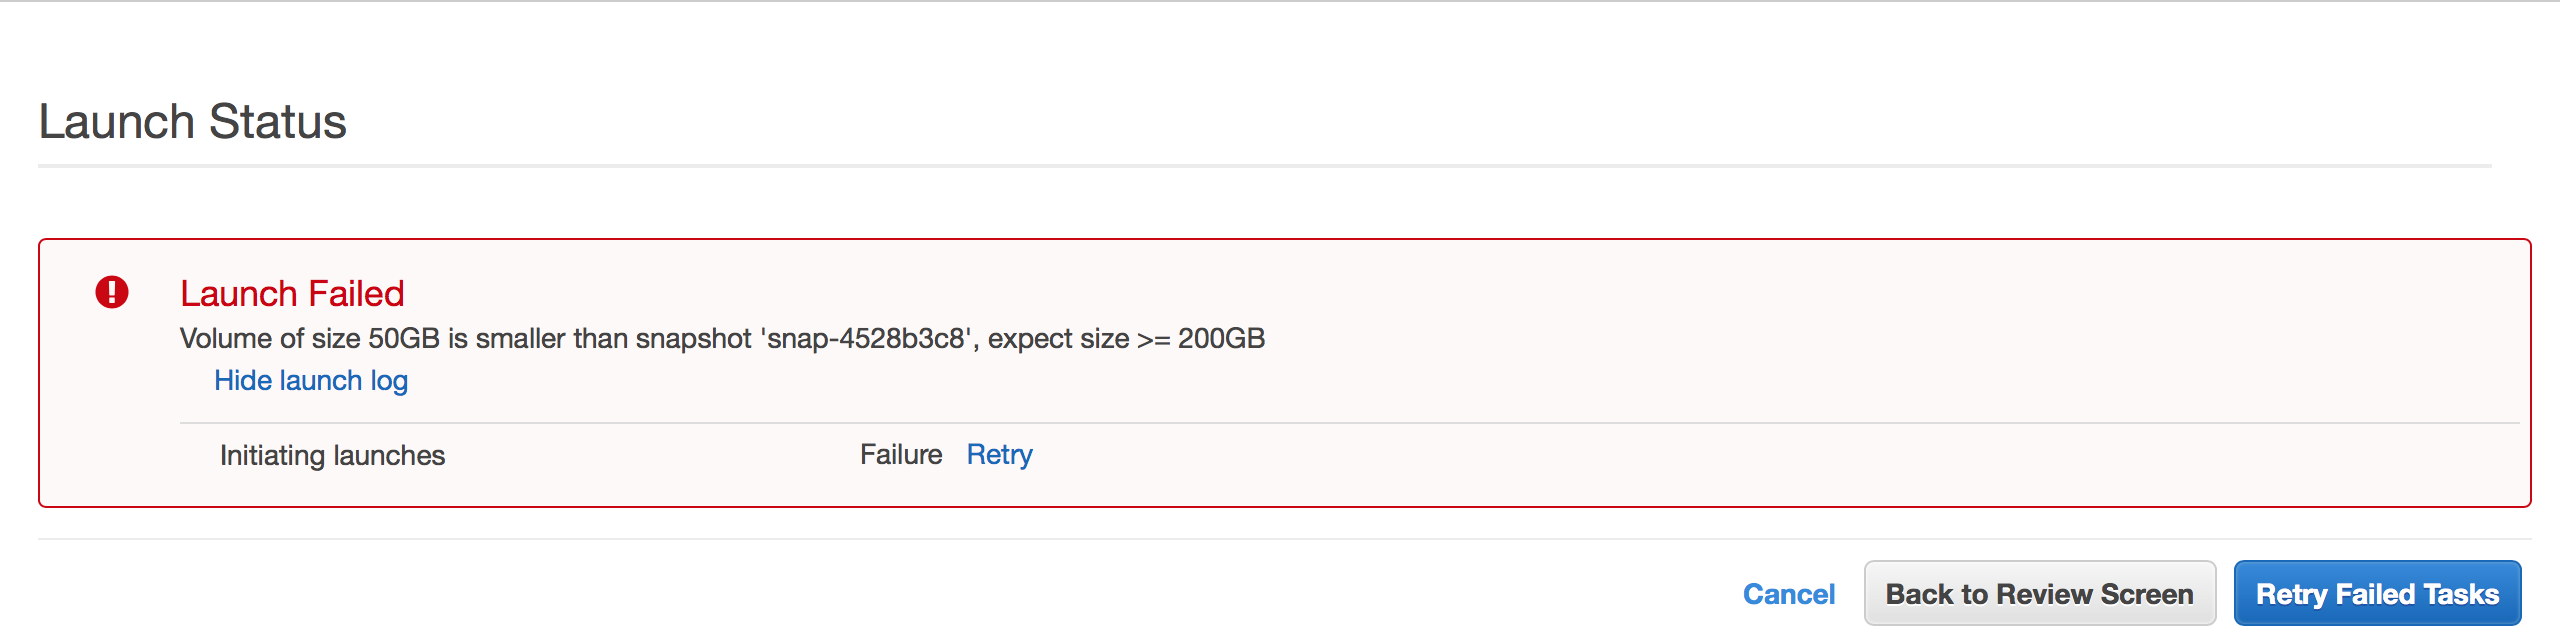 Launch Status
Launch Failed
Volume of size 50GB is smaller than snapshot 'snap-4528b3c8', expect size >= 200GB
Hide launch log
Initiating launches Failure Retry
Cancel Back to Review Screen Retry Failed Tasks